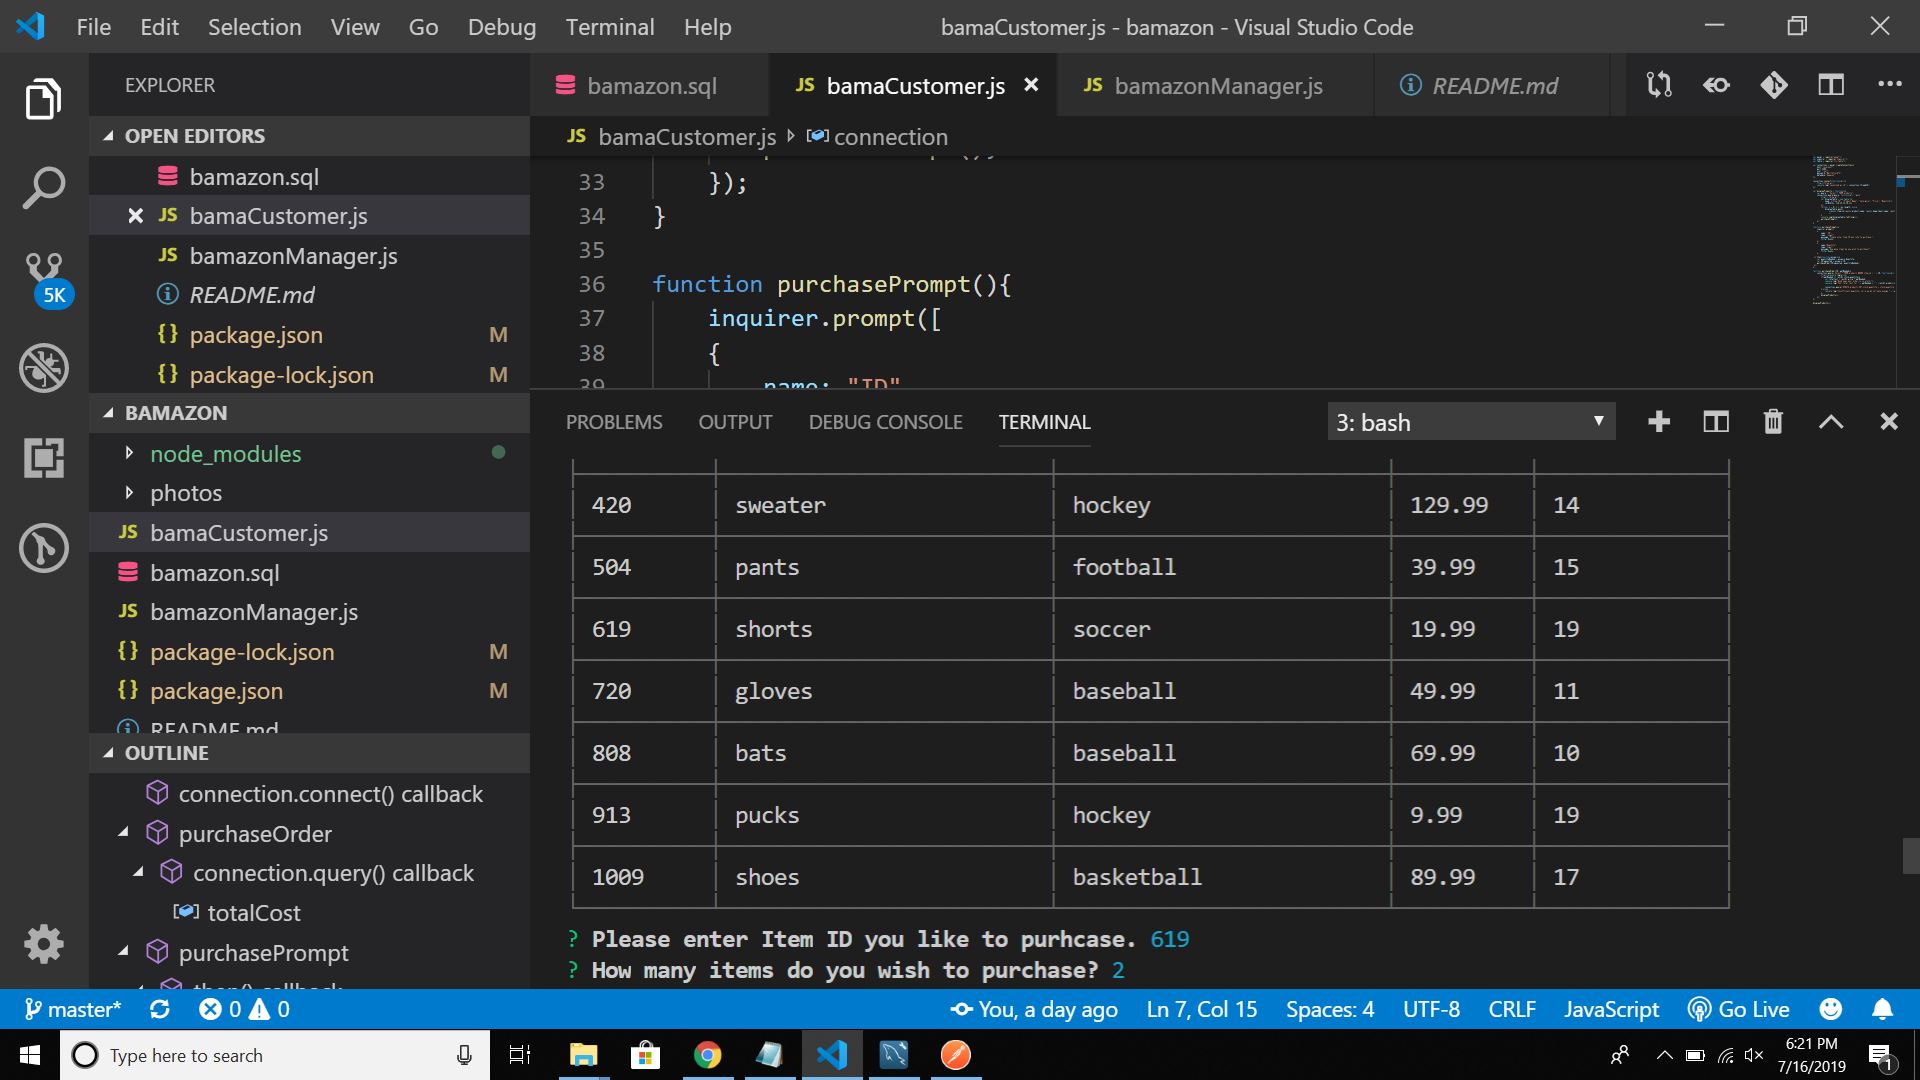 File Edit Selection View Go Debug Terminal Help
bamaCustomer.js - bamazon - Visual Studio Code
EXPLORER
OPEN EDITORS
bamazon.sql
JS bamaCustomer.js
JS bamazonManager.js
README.md
{} package.json M
{} package-lock.json M
5K
BAMAZON
node_modules
photos
JS bamaCustomer.js
bamazon.sql
JS bamazonManager.js
{} package-lock.json M
{} package.json M
README.md
OUTLINE
connection.connect() callback
purchaseOrder
connection.query() callback
totalCost
purchasePrompt
then() callback
bamazon.sql
JS bamaCustomer.js
JS bamazonManager.js
README.md
JS bamaCustomer.js connection
33 });
34 }
35
36 function purchasePrompt(){
37 inquirer.prompt([
38 {
39 name: "ID"
PROBLEMS OUTPUT DEBUG CONSOLE TERMINAL
3: bash
420 sweater hockey 129.99 14
504 pants football 39.99 15
619 shorts soccer 19.99 19
720 gloves baseball 49.99 11
808 bats baseball 69.99 10
913 pucks hockey 9.99 19
1009 shoes basketball 89.99 17
? Please enter Item ID you like to purhcase. 619
? How many items do you wish to purchase? 2
master* 0 0 You, a day ago Ln 7, Col 15 Spaces: 4 UTF-8 CRLF JavaScript Go Live
Type here to search
6:21 PM
7/16/2019
1